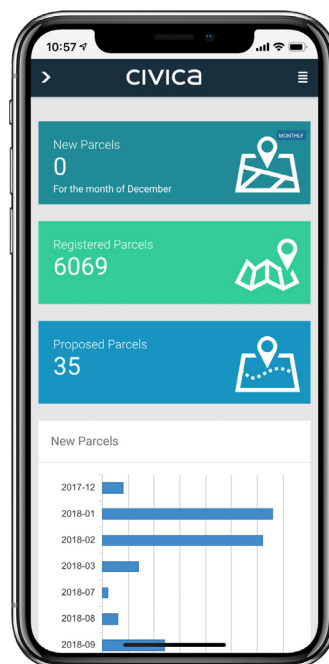 10:57
CIVICA
New Parcels
MONTHLY
0
For the month of December
Registered Parcels
6069
Proposed Parcels
35
New Parcels
2017-12
2018-01
2018-02
2018-03
2018-07
2018-08
2018-09